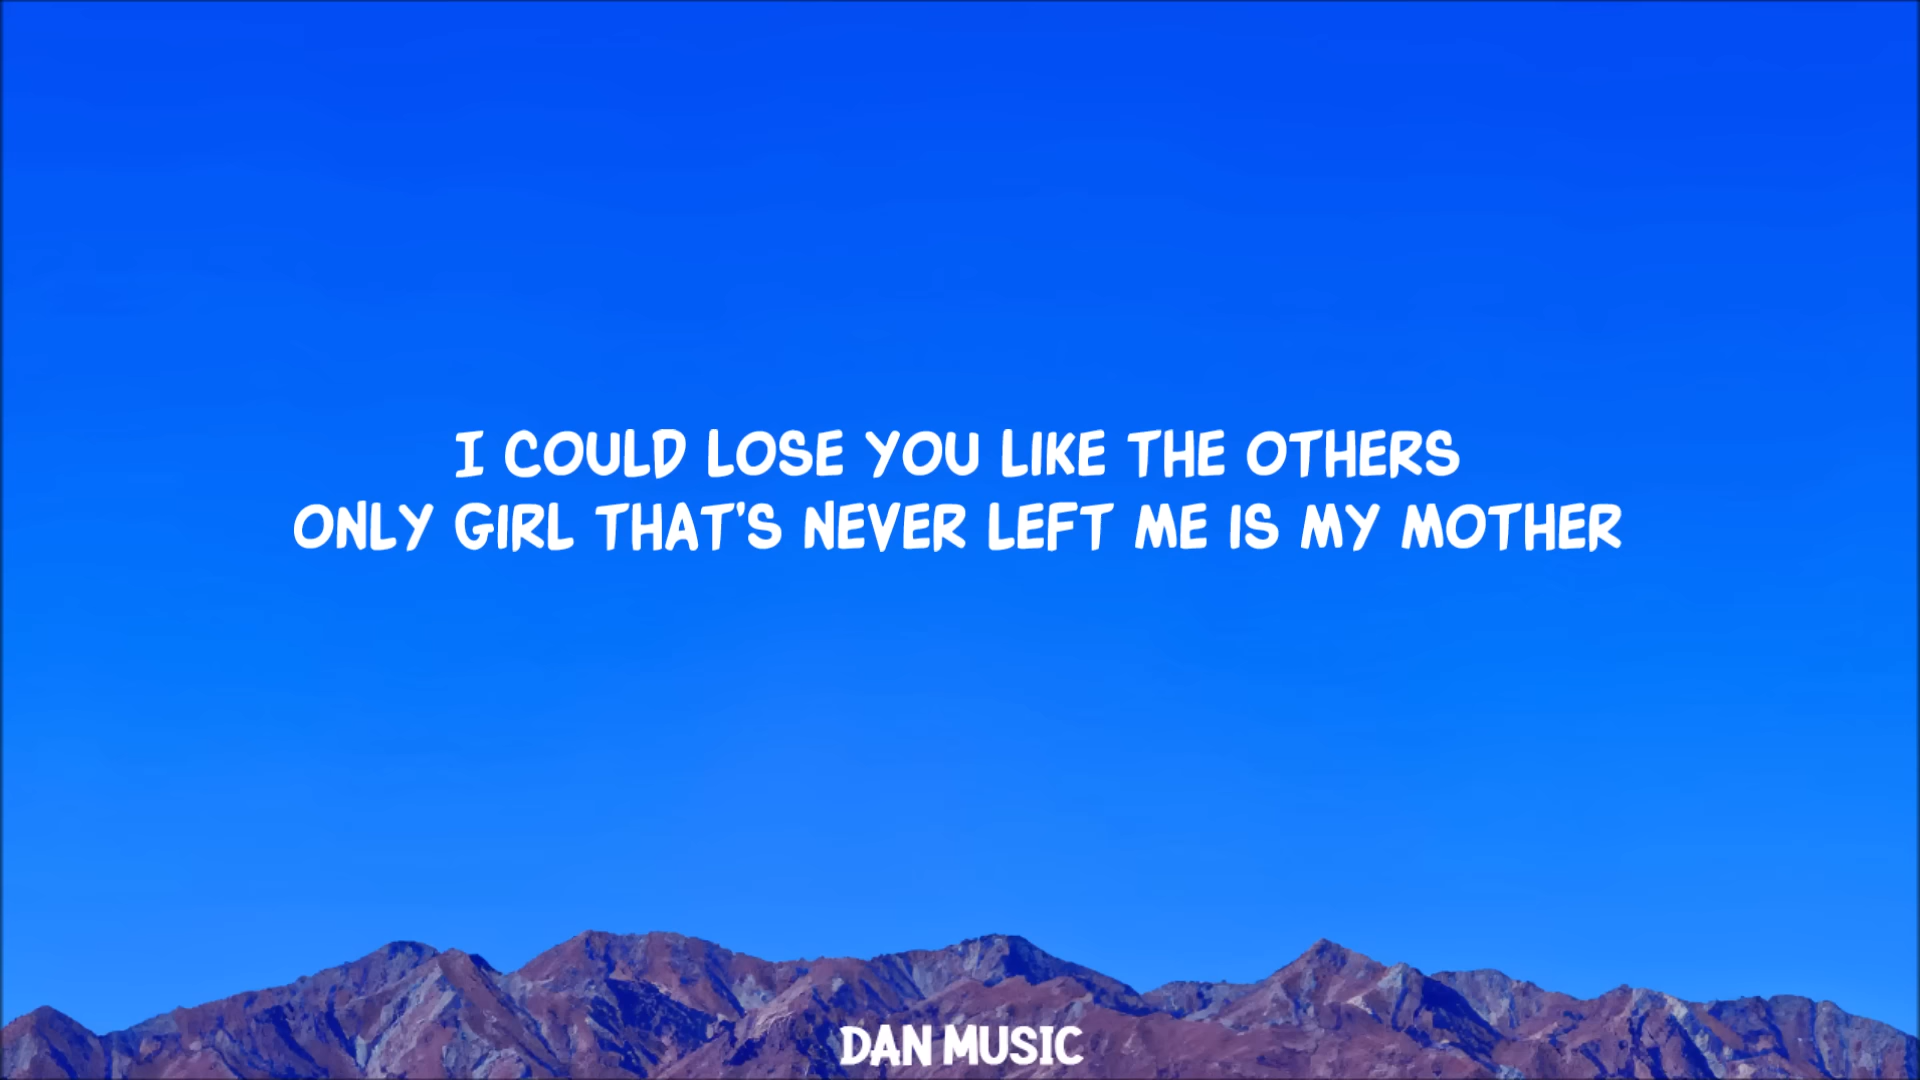 I COULD LOSE YOU LIKE THE OTHERS
ONLY GIRL THAT'S NEVER LEFT ME IS MY MOTHER
DAN MUSIC